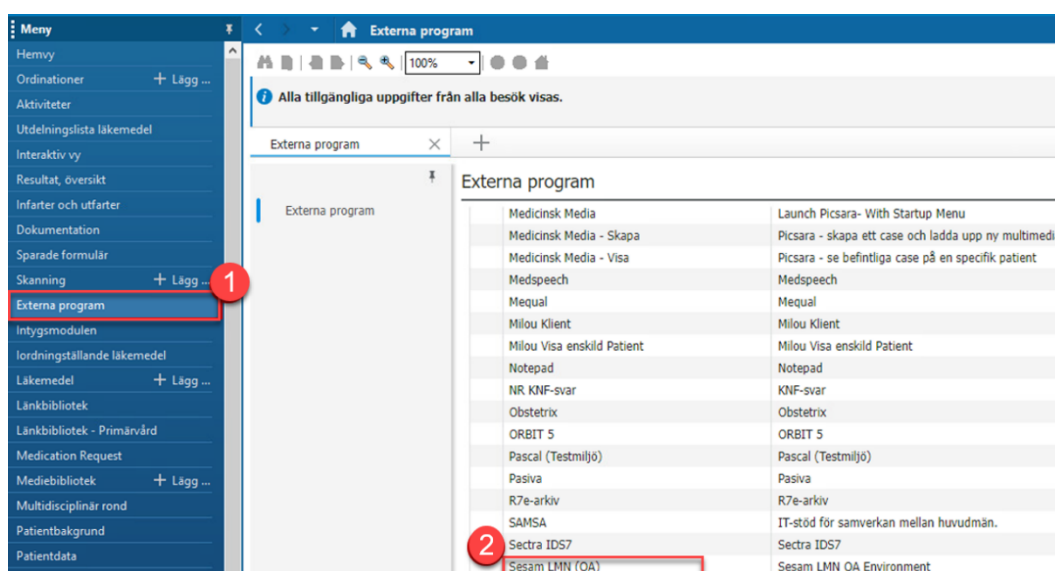 Meny
Externa program
Hemvy
Ordinationer + Lägg ...
Aktiviteter
Utdelningslista läkemedel
Interaktiv vy
Resultat, översikt
Infarter och utfarter
Dokumentation
Sparade formulär
Skanning + Lägg ...
1
Externa program
Intygsmodulen
Iordningställande läkemedel
Läkemedel + Lägg ...
Länkbibliotek
Länkbibliotek - Primärvård
Medication Request
Mediebibliotek + Lägg ...
Multidisciplinär rond
Patientbakgrund
Patientdata
100%
Alla tillgängliga uppgifter från alla besök visas.
Externa program
Externa program
Externa program
Medicinsk Media Launch Picsara- With Startup Menu
Medicinsk Media - Skapa Picsara - skapa ett case och ladda upp ny multimedi
Medicinsk Media - Visa Picsara - se befintliga case på en specifik patient
Medspeech Medspeech
Mequal Mequal
Milou Klient Milou Klient
Milou Visa enskild Patient Milou Visa enskild Patient
Notepad Notepad
NR KNF-svar KNF-svar
Obstetrix Obstetrix
ORBIT 5 ORBIT 5
Pascal (Testmiljö) Pascal (Testmiljö)
Pasiva Pasiva
R7e-arkiv R7e-arkiv
SAMSA IT-stöd för samverkan mellan huvudmän.
2
Sectra IDS7 Sectra IDS7
Sesam LMN (QA) Sesam LMN QA Environment